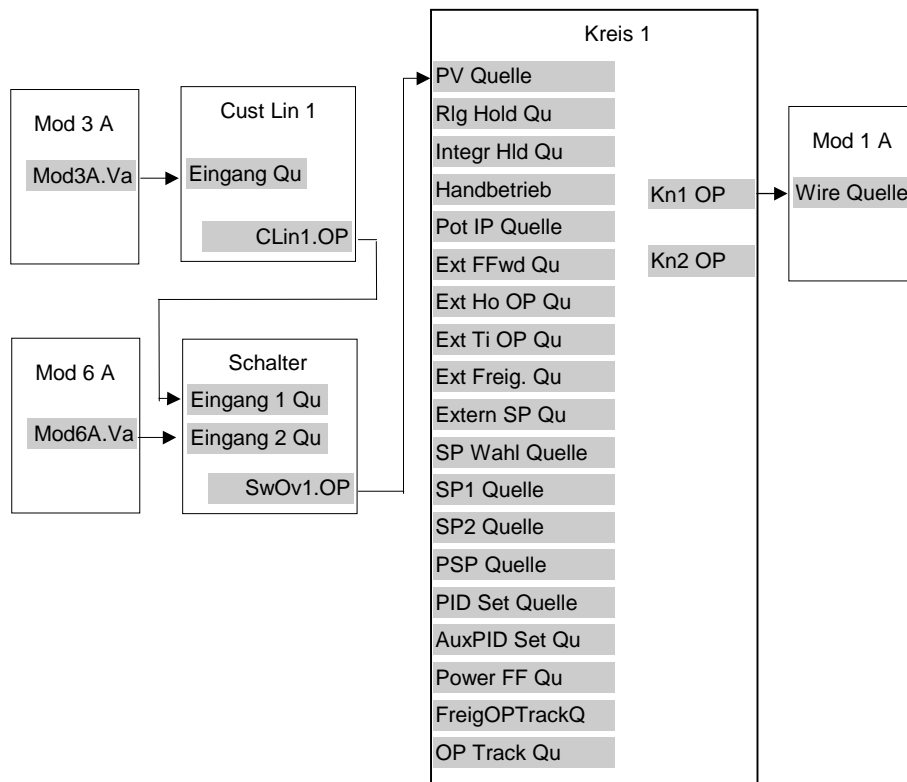 Mod 3 A
Mod3A.Va
Cust Lin 1
Eingang Qu
CLin1.OP
Mod 6 A
Mod6A.Va
Schalter
Eingang 1 Qu
Eingang 2 Qu
SwOv1.OP
Kreis 1
PV Quelle
Rlg Hold Qu
Integr Hld Qu
Handbetrieb
Pot IP Quelle
Ext FFwd Qu
Ext Ho OP Qu
Ext Ti OP Qu
Ext Freig. Qu
Extern SP Qu
SP Wahl Quelle
SP1 Quelle
SP2 Quelle
PSP Quelle
PID Set Quelle
AuxPID Set Qu
Power FF Qu
FreigOPTrackQ
OP Track Qu
Kn1 OP
Kn2 OP
Mod 1 A
Wire Quelle